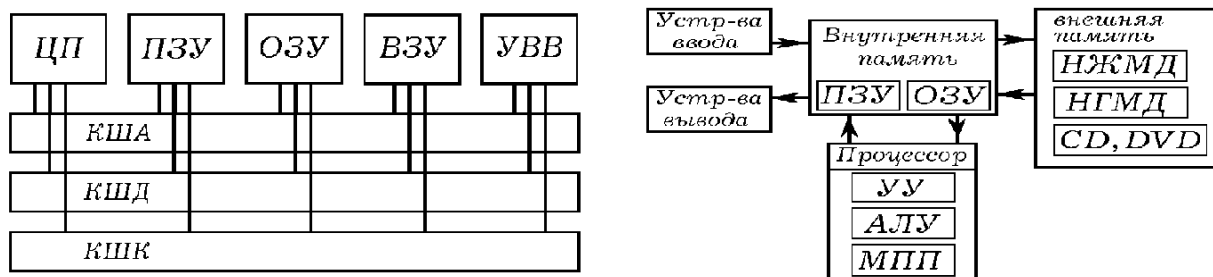 ЦП
ПЗУ
ОЗУ
ВЗУ
УВВ
КША
КШД
КШК
Устр-ва
ввода
Устр-ва
вывода
Внутренняя
память
ПЗУ
ОЗУ
внешняя
память
НЖМД
НГМД
CD, DVD
Процессор
УУ
АЛУ
МПП